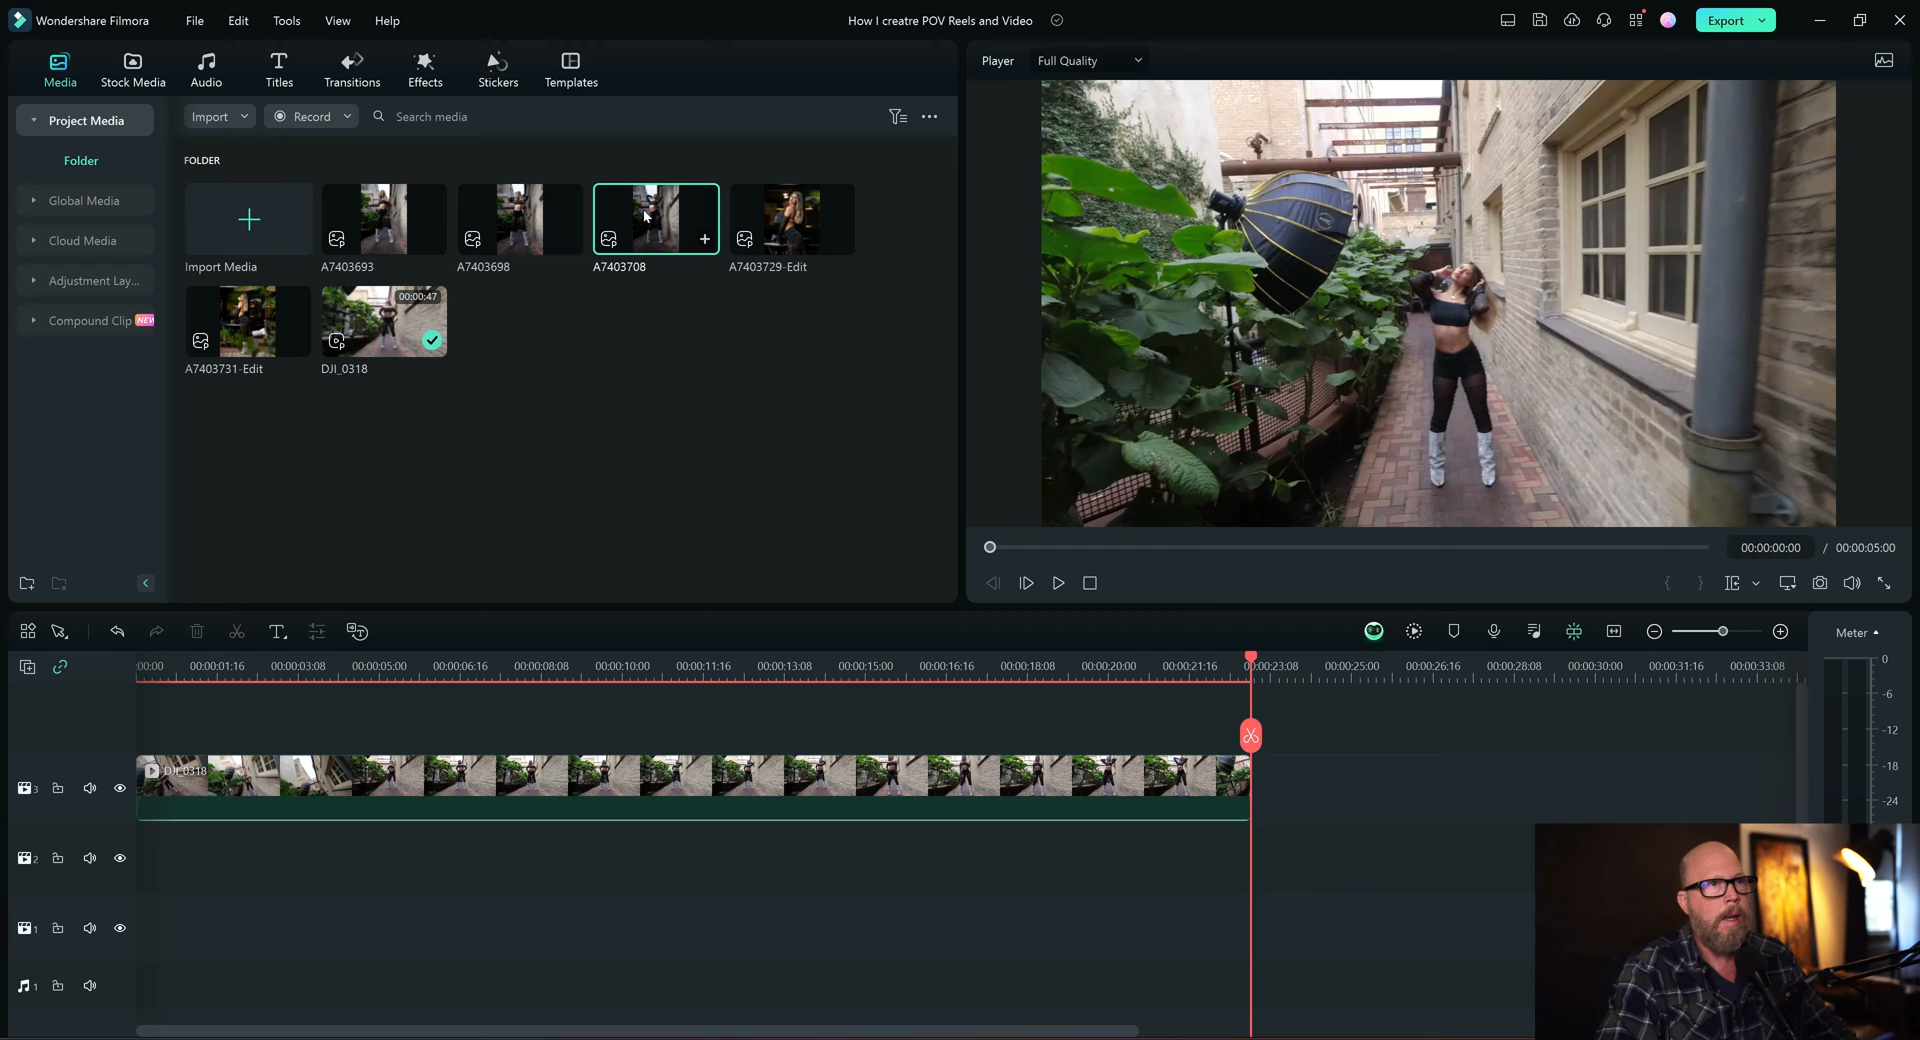 Wondershare Filmora File Edit Tools View Help How I creatre POV Reels and Video Export
Media Stock Media Audio Titles Transitions Effects Stickers Templates
Player Full Quality
Project Media
Folder
Global Media
Cloud Media
Adjustment Lay...
Compound Clip NEW
Import Record Search media
FOLDER
Import Media A7403693 A7403698 A7403708 A7403729-Edit
00:00:47
A7403731-Edit DJI_0318
00:00:00:00 / 00:00:05:00
Meter
:00:00 00:00:01:16 00:00:03:08 00:00:05:00 00:00:06:16 00:00:08:08 00:00:10:00 00:00:11:16 00:00:13:08 00:00:15:00 00:00:16:16 00:00:18:08 00:00:20:00 00:00:21:16 00:00:23:08 00:00:25:00 00:00:26:16 00:00:28:08 00:00:30:00 00:00:31:16 00:00:33:08
0
-6
-12
-18
-24
DJI_0318
3
2
1
1